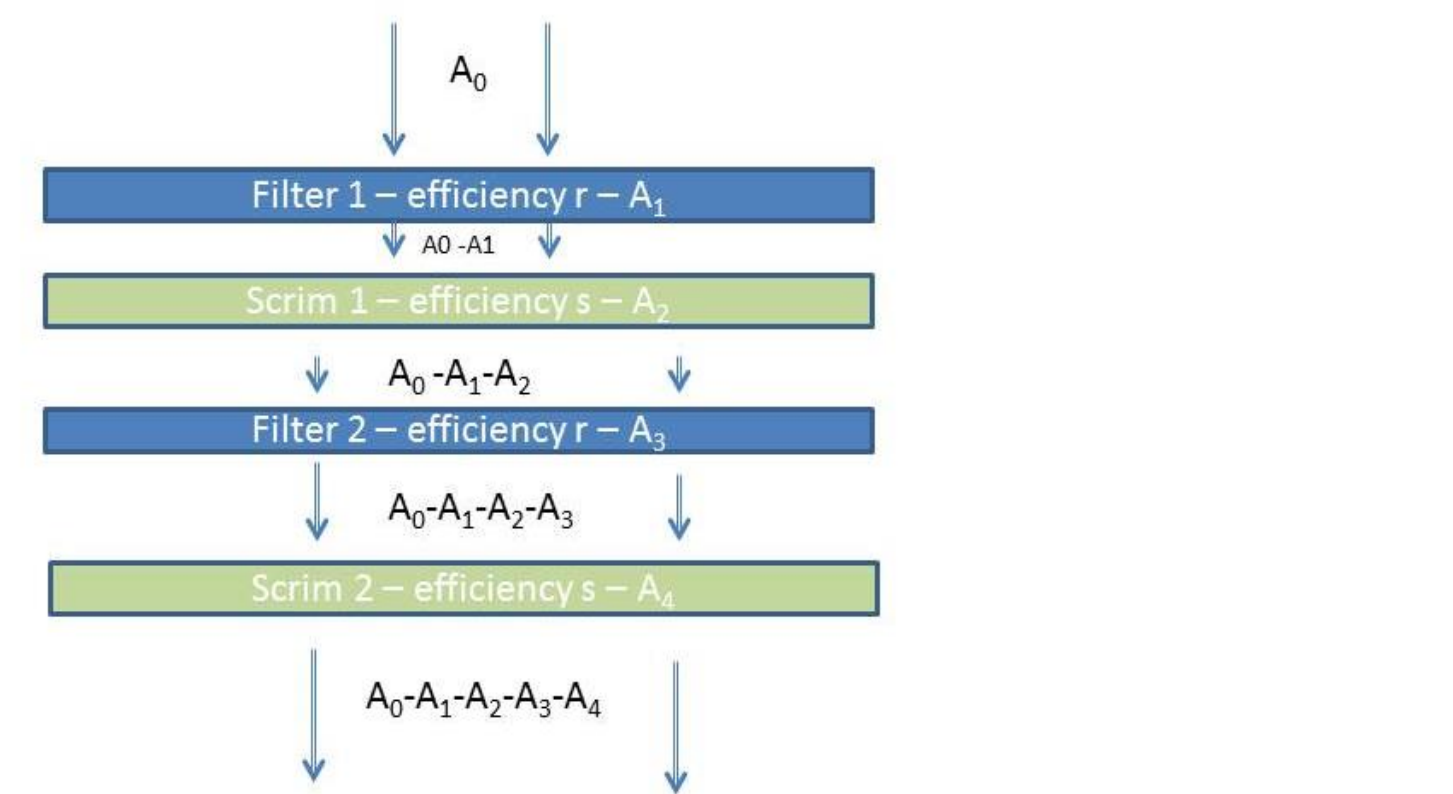 A₀
Filter 1 – efficiency r – A₁
A0 -A1
Scrim 1 – efficiency s – A₂
A₀ -A₁-A₂
Filter 2 – efficiency r – A₃
A₀-A₁-A₂-A₃
Scrim 2 – efficiency s – A₄
A₀-A₁-A₂-A₃-A₄